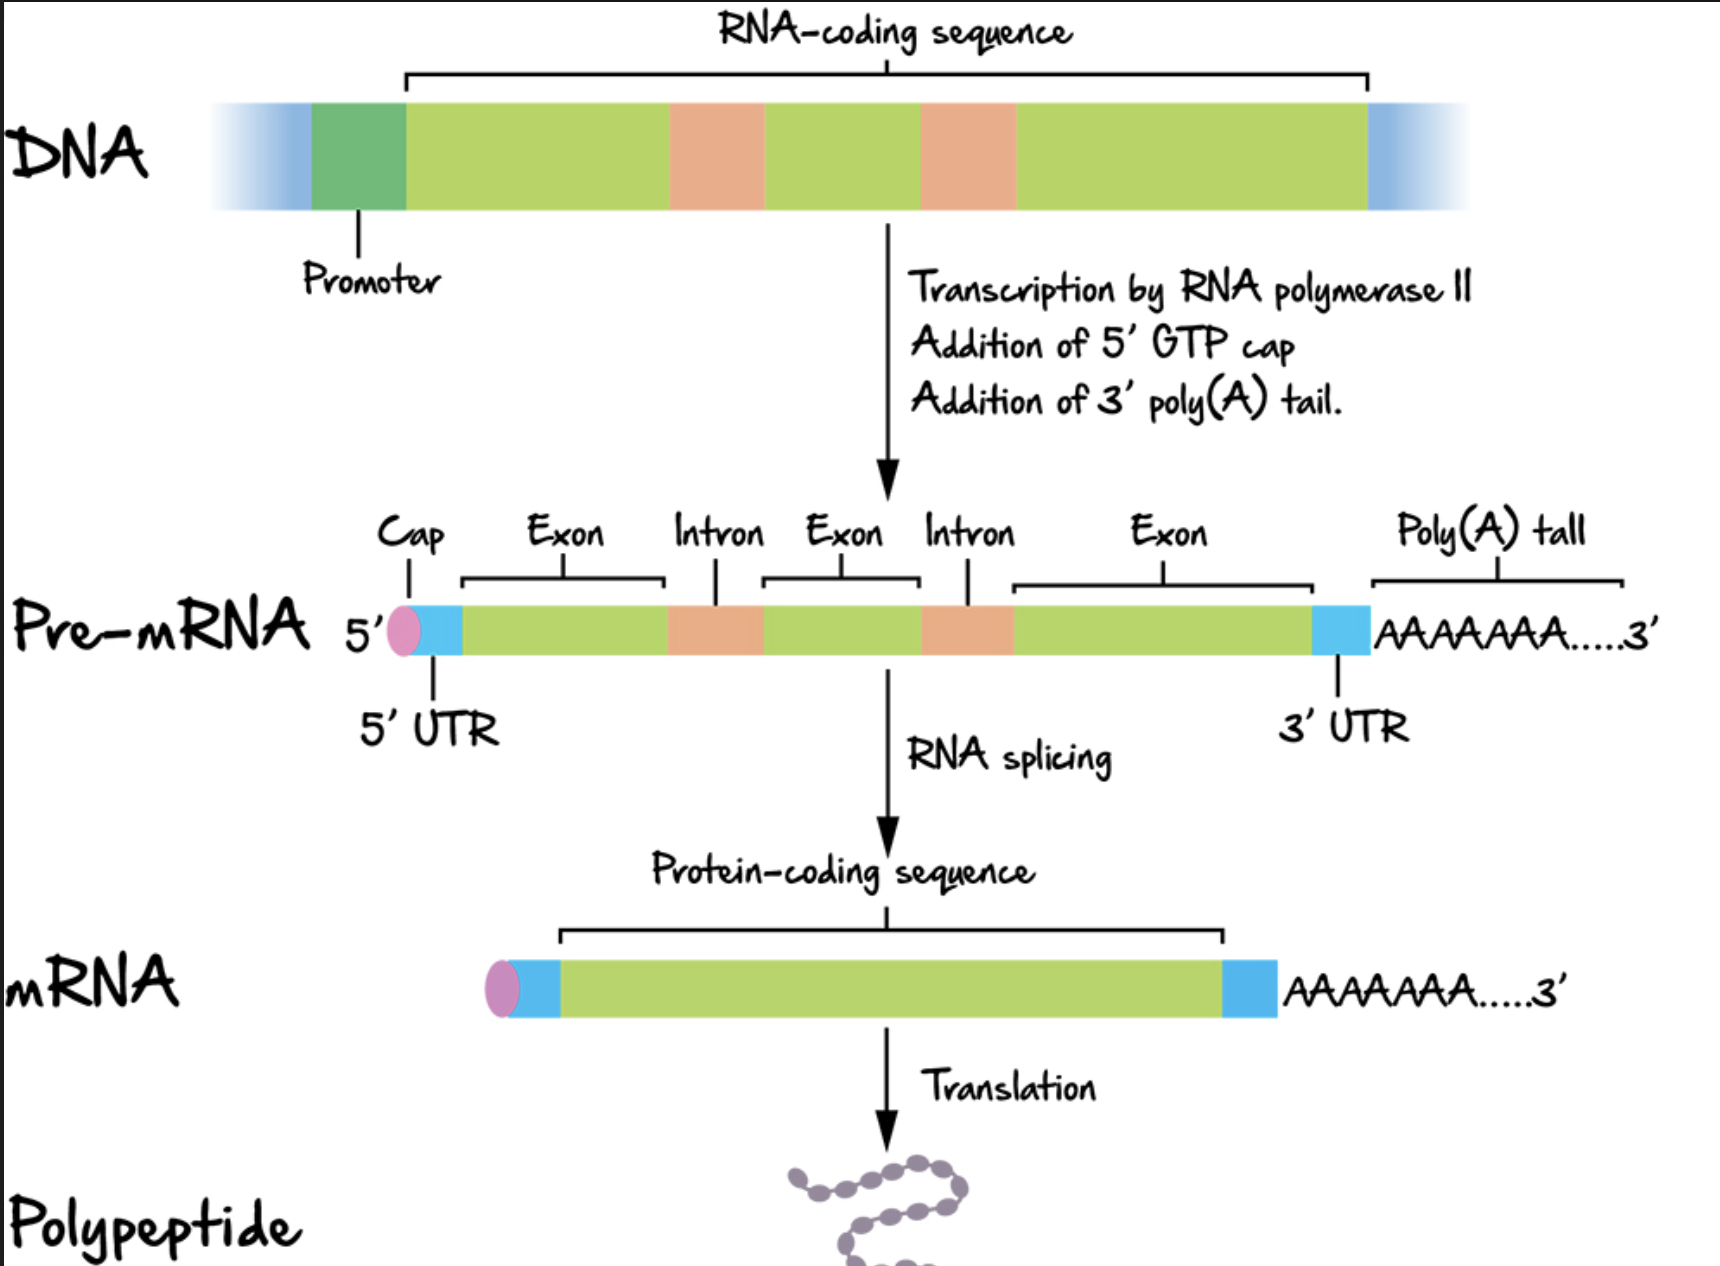 RNA-coding sequence
DNA
Promoter
Transcription by RNA polymerase II
Addition of 5' GTP cap
Addition of 3' poly(A) tail.
Cap
Exon
Intron
Exon
Intron
Exon
Poly(A) tall
Pre-mRNA
5'
AAAAAAA.....3'
5' UTR
3' UTR
RNA splicing
Protein-coding sequence
mRNA
AAAAAAA.....3'
Translation
Polypeptide